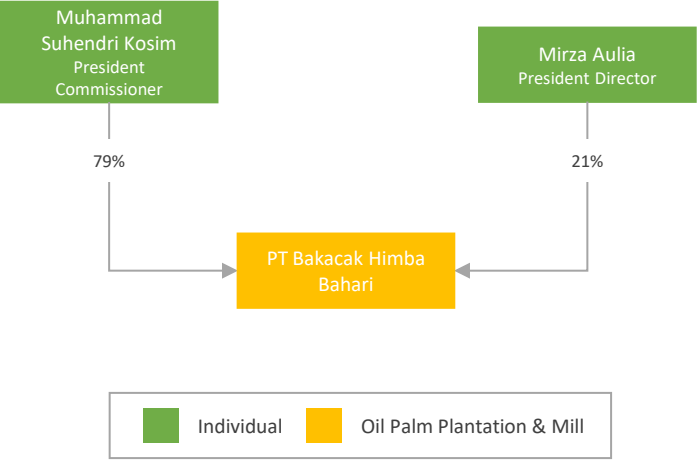 Muhammad
Suhendri Kosim
President
Commissioner
Mirza Aulia
President Director
79%
21%
PT Bakacak Himba
Bahari
Individual
Oil Palm Plantation & Mill